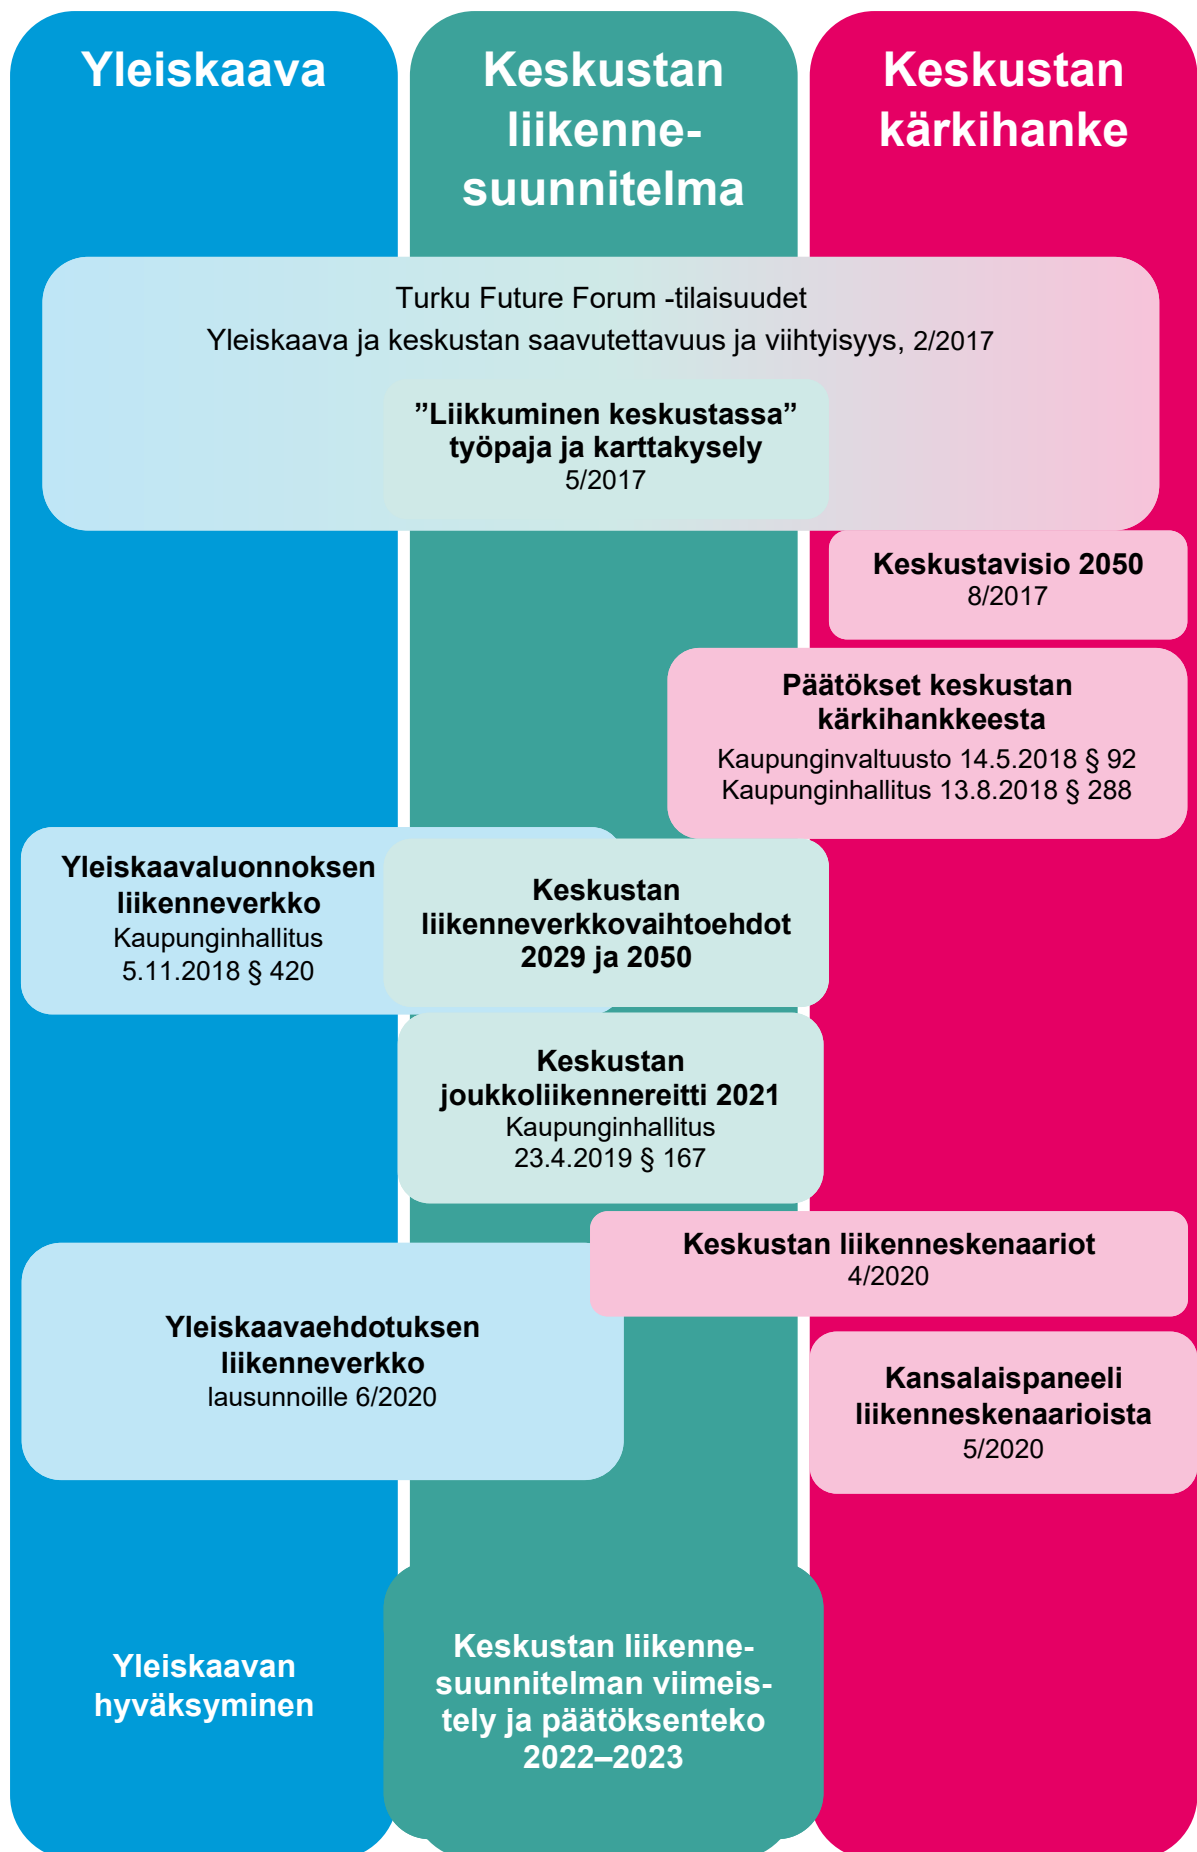 Yleiskaava
Keskustan
liikenne-
suunnitelma
Keskustan
kärkihanke
Turku Future Forum -tilaisuudet
Yleiskaava ja keskustan saavutettavuus ja viihtyisyys, 2/2017
”Liikkuminen keskustassa”
työpaja ja karttakysely
5/2017
Keskustavisio 2050
8/2017
Päätökset keskustan
kärkihankkeesta
Kaupunginvaltuusto 14.5.2018 § 92
Kaupunginhallitus 13.8.2018 § 288
Yleiskaavaluonnoksen
liikenneverkko
Kaupunginhallitus
5.11.2018 § 420
Keskustan
liikenneverkkovaihtoehdot
2029 ja 2050
Keskustan
joukkoliikennereitti 2021
Kaupunginhallitus
23.4.2019 § 167
Keskustan liikenneskenaariot
4/2020
Yleiskaavaehdotuksen
liikenneverkko
lausunnoille 6/2020
Kansalaispaneeli
liikenneskenaarioista
5/2020
Yleiskaavan
hyväksyminen
Keskustan liikenne-
suunnitelman viimeis-
tely ja päätöksenteko
2022–2023